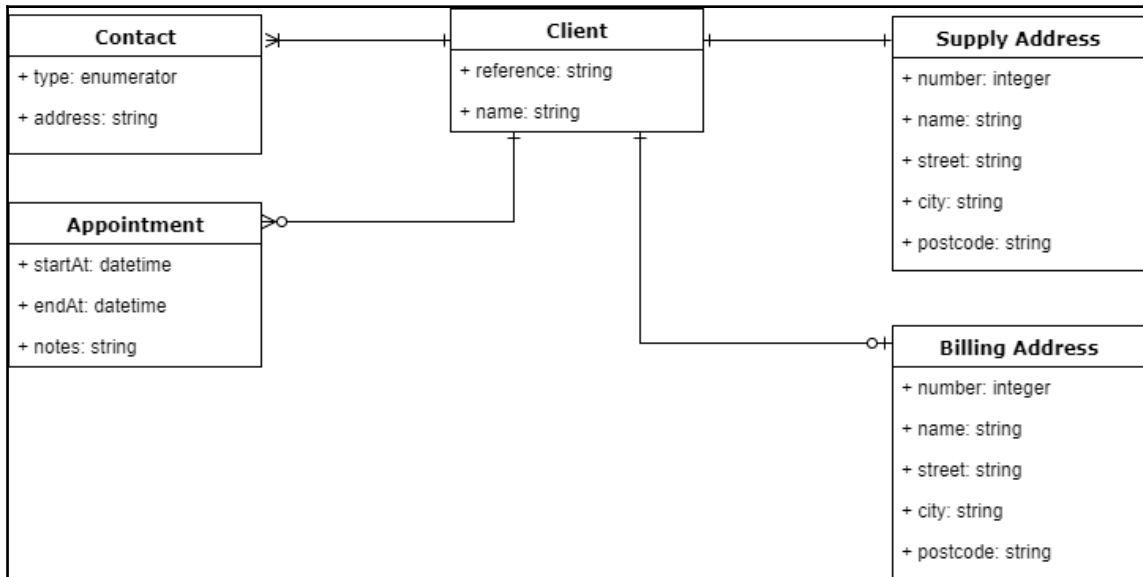 Contact
+ type: enumerator
+ address: string
Client
+ reference: string
+ name: string
Supply Address
+ number: integer
+ name: string
+ street: string
+ city: string
+ postcode: string
Appointment
+ startAt: datetime
+ endAt: datetime
+ notes: string
Billing Address
+ number: integer
+ name: string
+ street: string
+ city: string
+ postcode: string